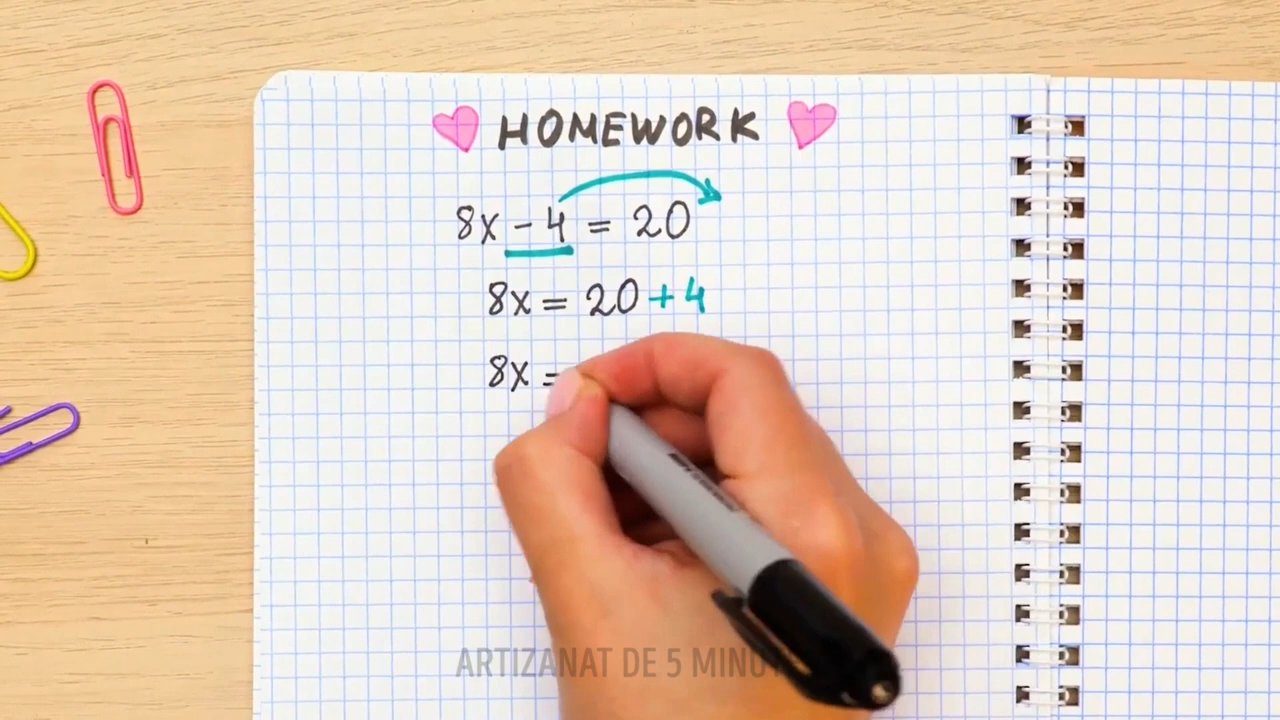 HOMEWORK
8x - 4 = 20
8x = 20 + 4
8x =
ARTIZANAT DE 5